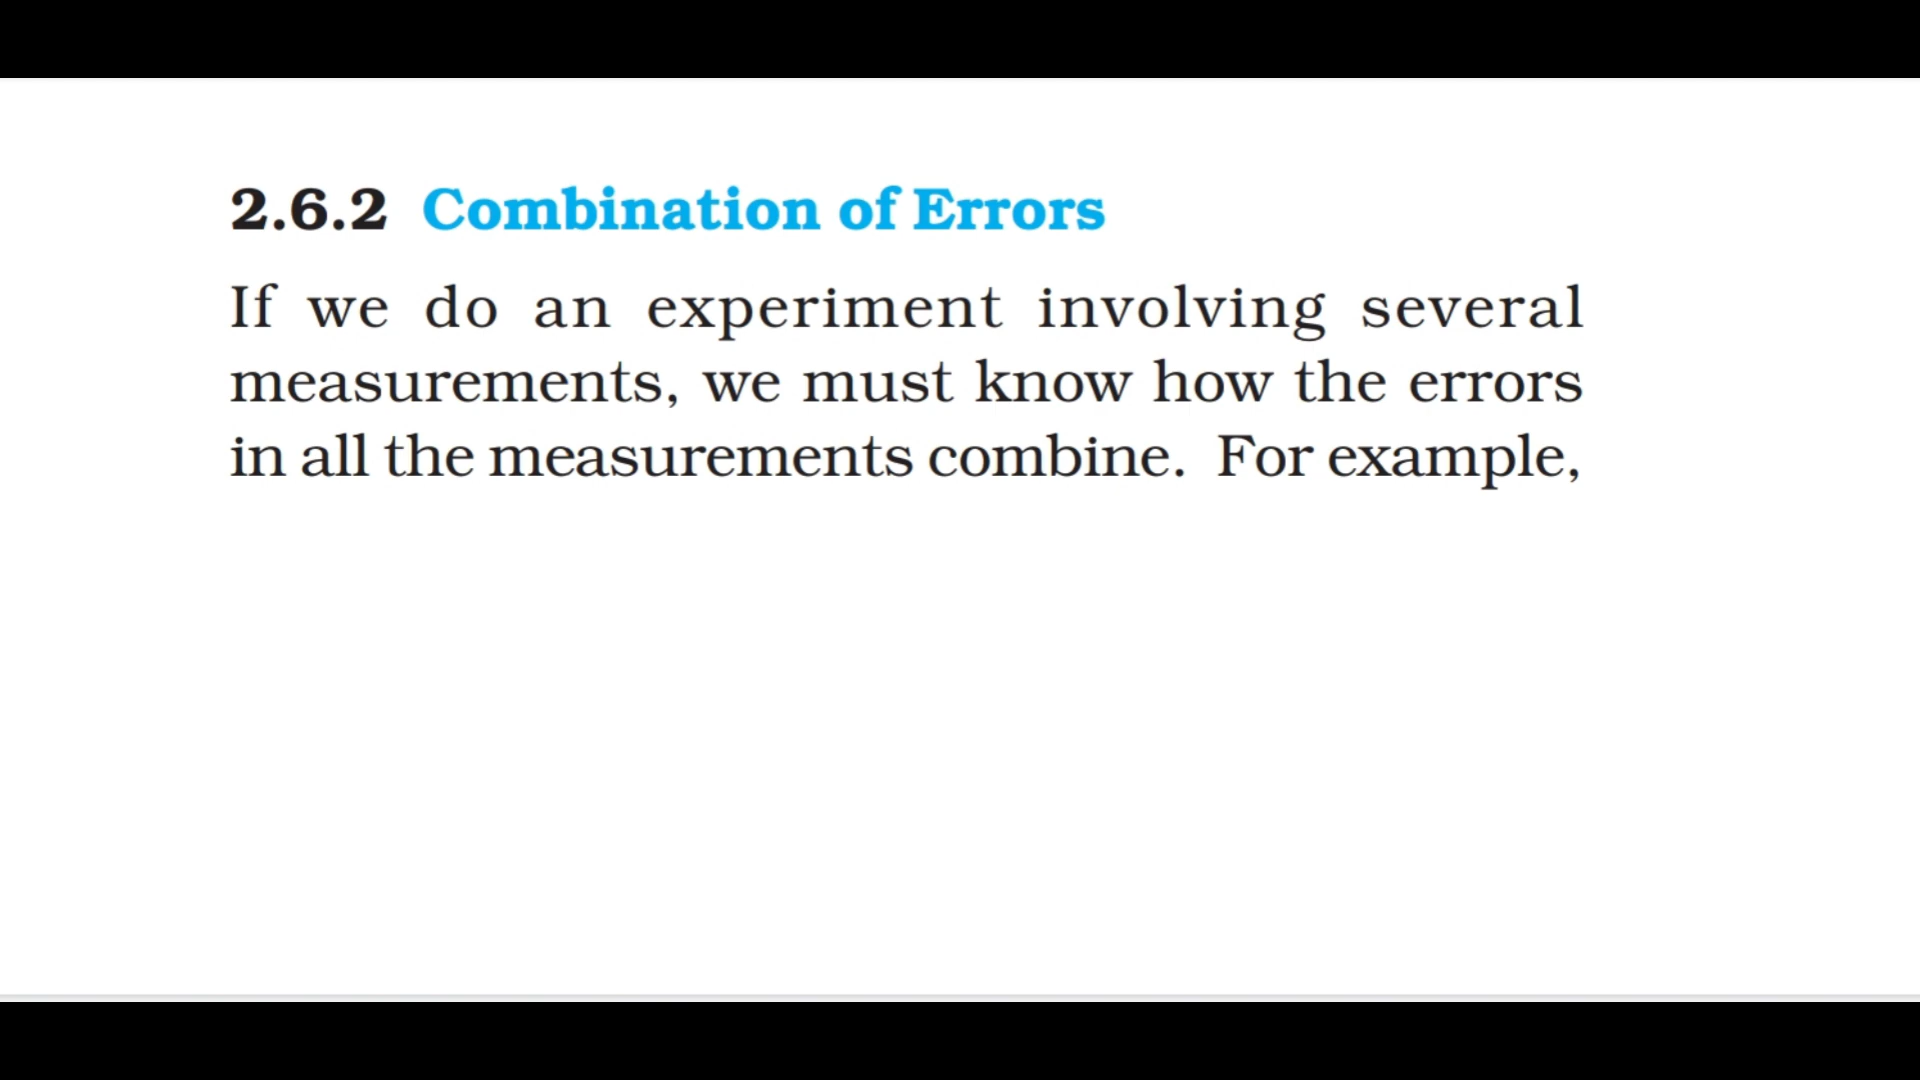 2.6.2 Combination of Errors
If we do an experiment involving several
measurements, we must know how the errors
in all the measurements combine. For example,